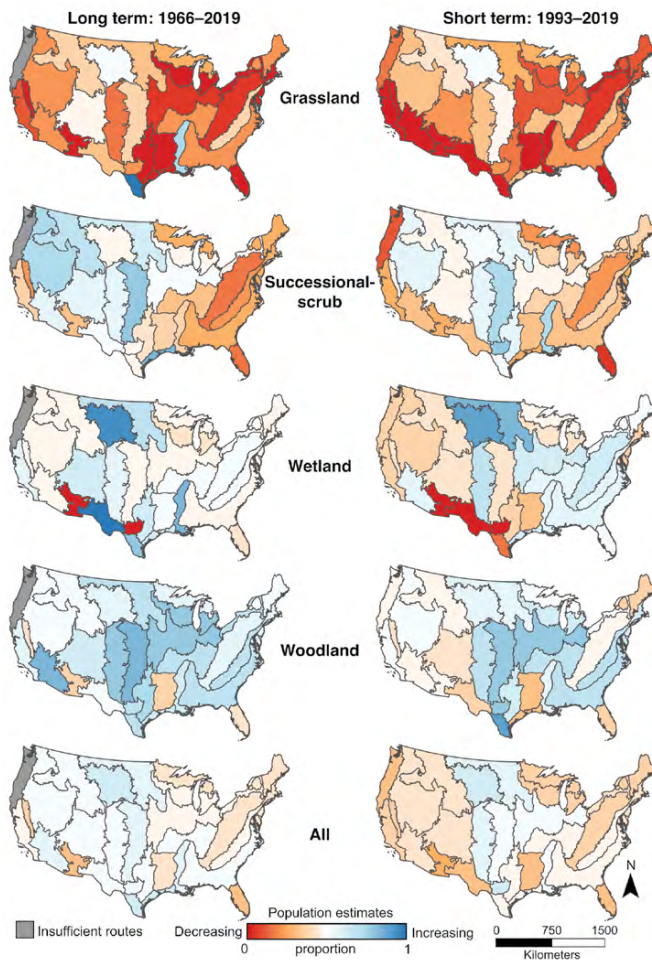 Long term: 1966–2019
Short term: 1993–2019
Grassland
Successional-
scrub
Wetland
Woodland
All
N
Insufficient routes
Population estimates
Decreasing
Increasing
0
proportion
1
0 750 1500
Kilometers